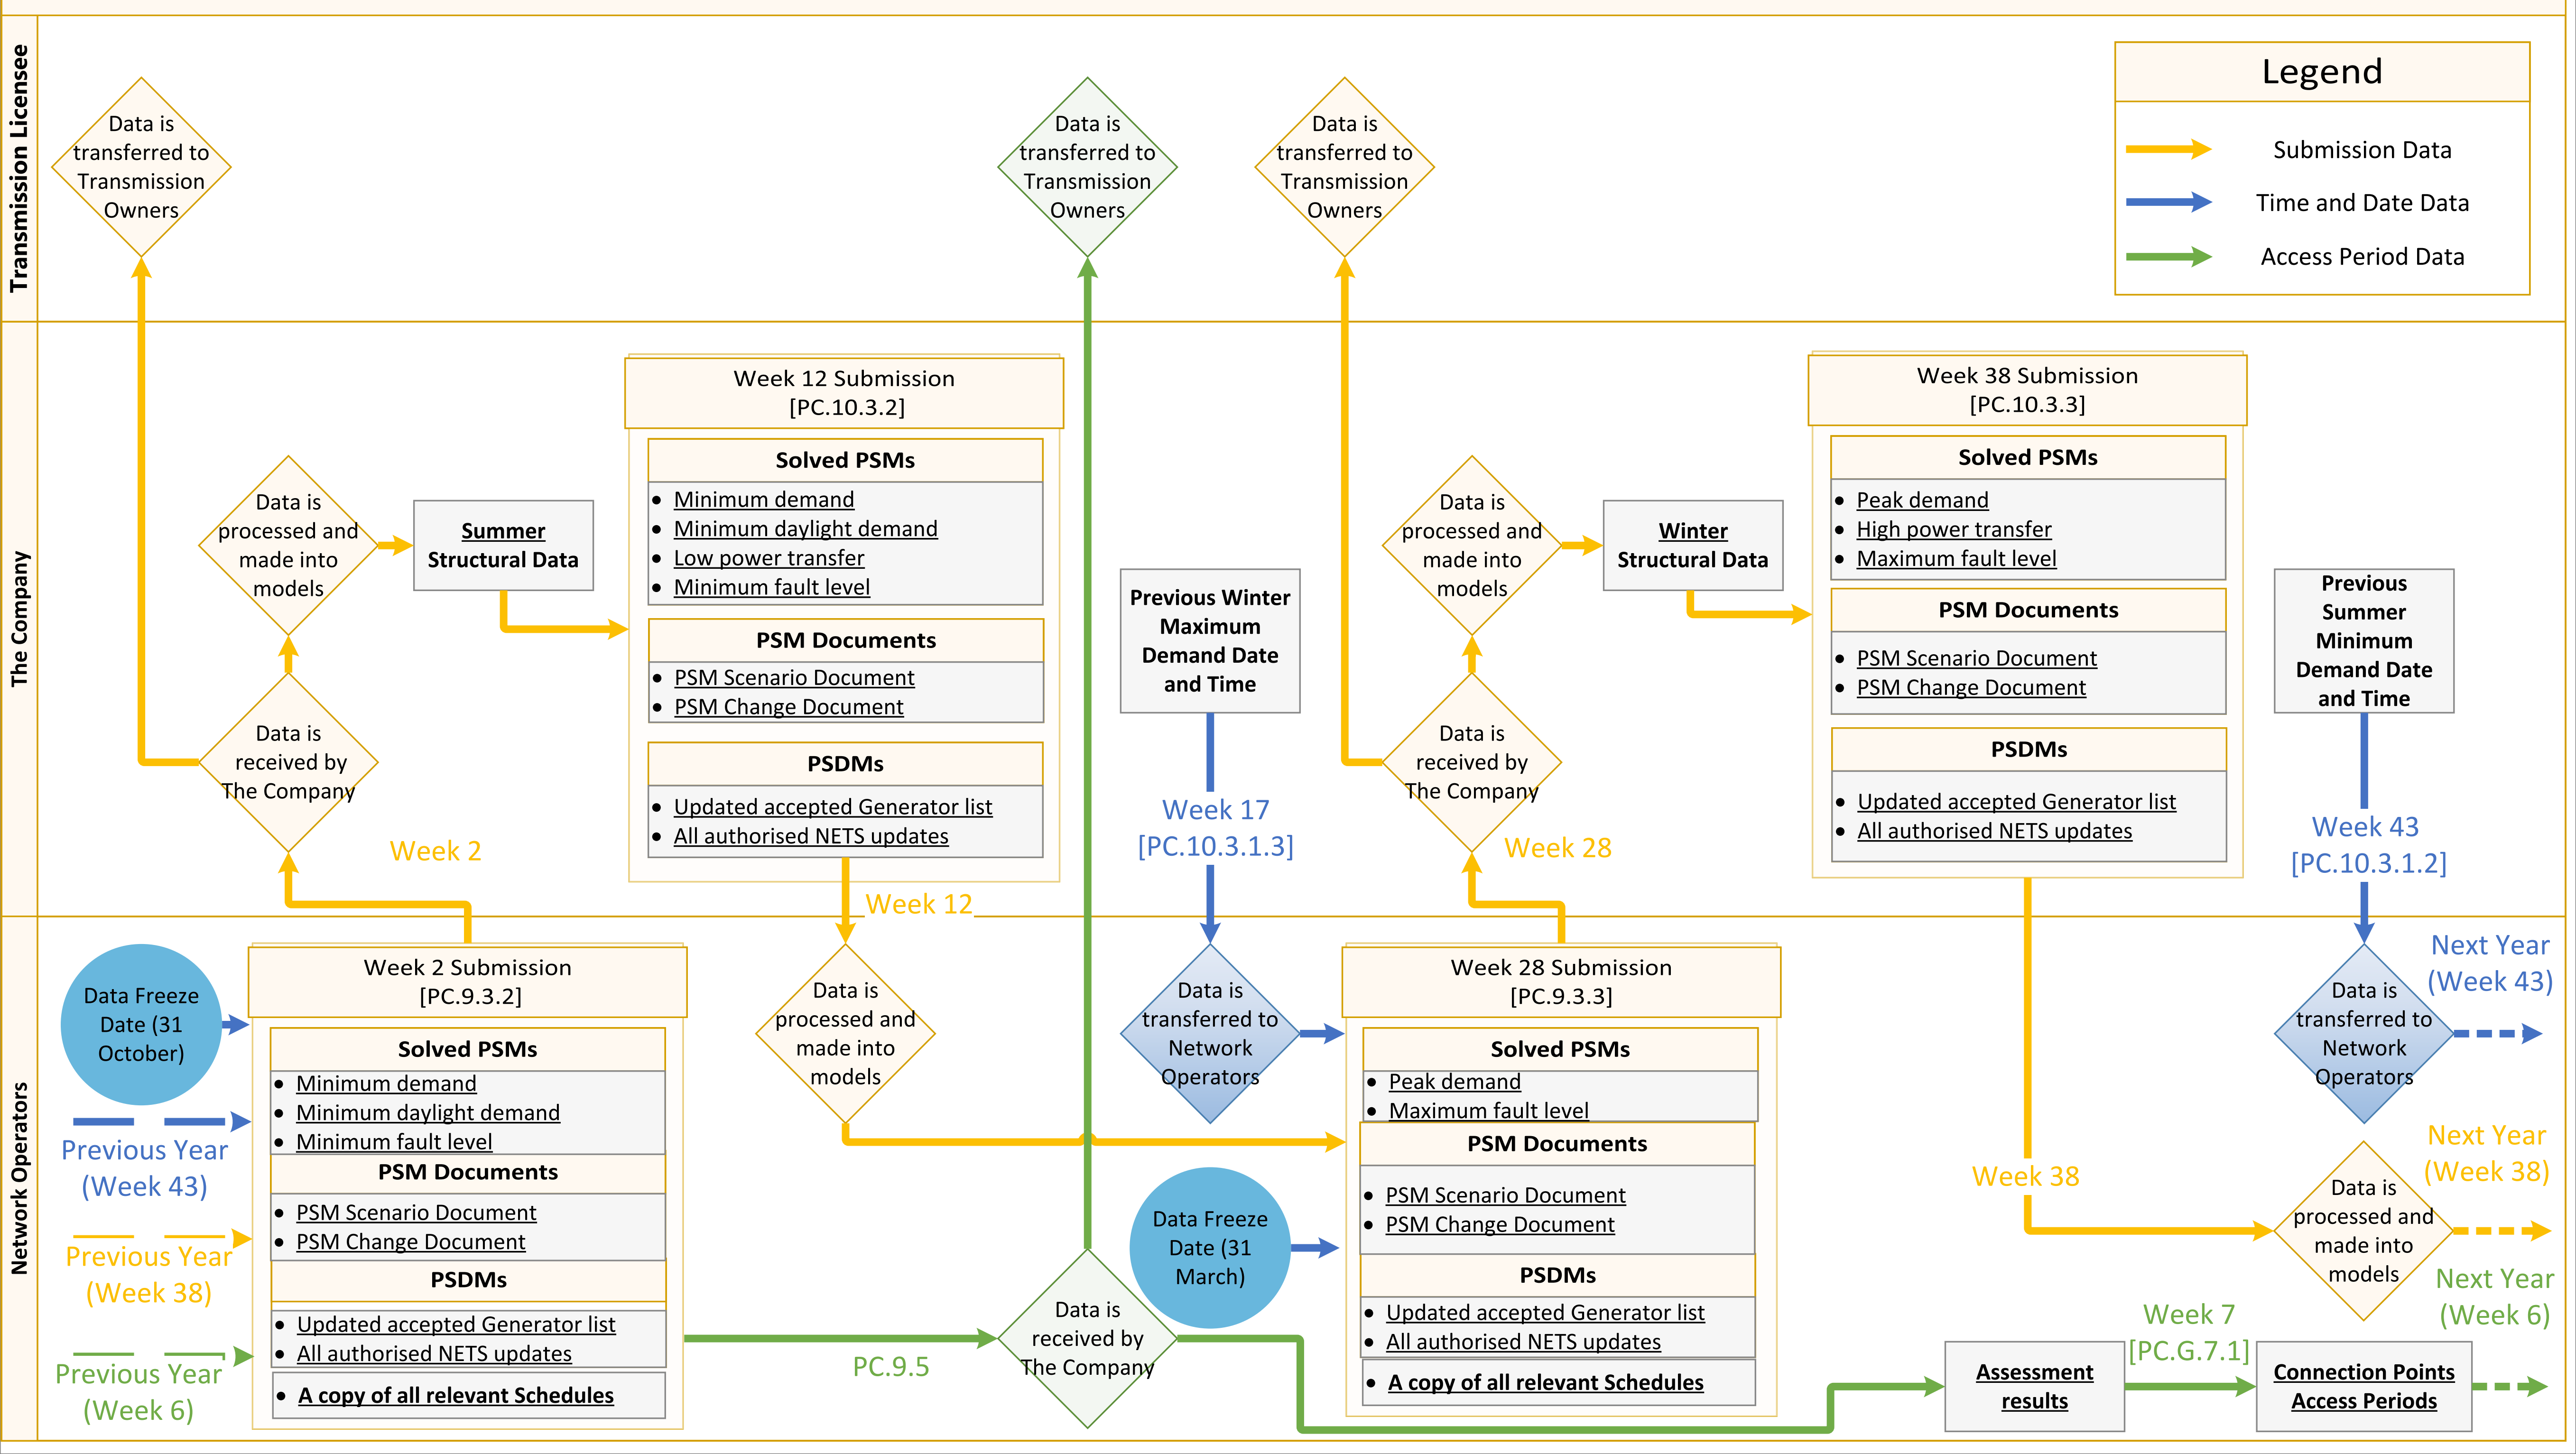 Transmission Licensee
Data is
transferred to
Transmission
Owners
Data is
transferred to
Transmission
Owners
Data is
transferred to
Transmission
Owners
Legend
Submission Data
Time and Date Data
Access Period Data
The Company
Data is
processed and
made into
models
Summer
Structural Data
Data is
received by
The Company
Week 2
Week 12 Submission
[PC.10.3.2]
Solved PSMs
• Minimum demand
• Minimum daylight demand
• Low power transfer
• Minimum fault level
PSM Documents
• PSM Scenario Document
• PSM Change Document
PSDMs
• Updated accepted Generator list
• All authorised NETS updates
Week 12
Previous Winter
Maximum
Demand Date
and Time
Week 17
[PC.10.3.1.3]
Data is
processed and
made into
models
Winter
Structural Data
Data is
received by
The Company
Week 28
Week 38 Submission
[PC.10.3.3]
Solved PSMs
• Peak demand
• High power transfer
• Maximum fault level
PSM Documents
• PSM Scenario Document
• PSM Change Document
PSDMs
• Updated accepted Generator list
• All authorised NETS updates
Previous
Summer
Minimum
Demand Date
and Time
Week 43
[PC.10.3.1.2]
Network Operators
Data Freeze
Date (31
October)
Previous Year
(Week 43)
Previous Year
(Week 38)
Previous Year
(Week 6)
Week 2 Submission
[PC.9.3.2]
Solved PSMs
• Minimum demand
• Minimum daylight demand
• Minimum fault level
PSM Documents
• PSM Scenario Document
• PSM Change Document
PSDMs
• Updated accepted Generator list
• All authorised NETS updates
• A copy of all relevant Schedules
Data is
processed and
made into
models
PC.9.5
Data is
received by
The Company
Data is
transferred to
Network
Operators
Data Freeze
Date (31
March)
Week 28 Submission
[PC.9.3.3]
Solved PSMs
• Peak demand
• Maximum fault level
PSM Documents
• PSM Scenario Document
• PSM Change Document
PSDMs
• Updated accepted Generator list
• All authorised NETS updates
• A copy of all relevant Schedules
Week 38
Data is
transferred to
Network
Operators
Next Year
(Week 43)
Data is
processed and
made into
models
Next Year
(Week 38)
Next Year
(Week 6)
Assessment
results
Week 7
[PC.G.7.1]
Connection Points
Access Periods